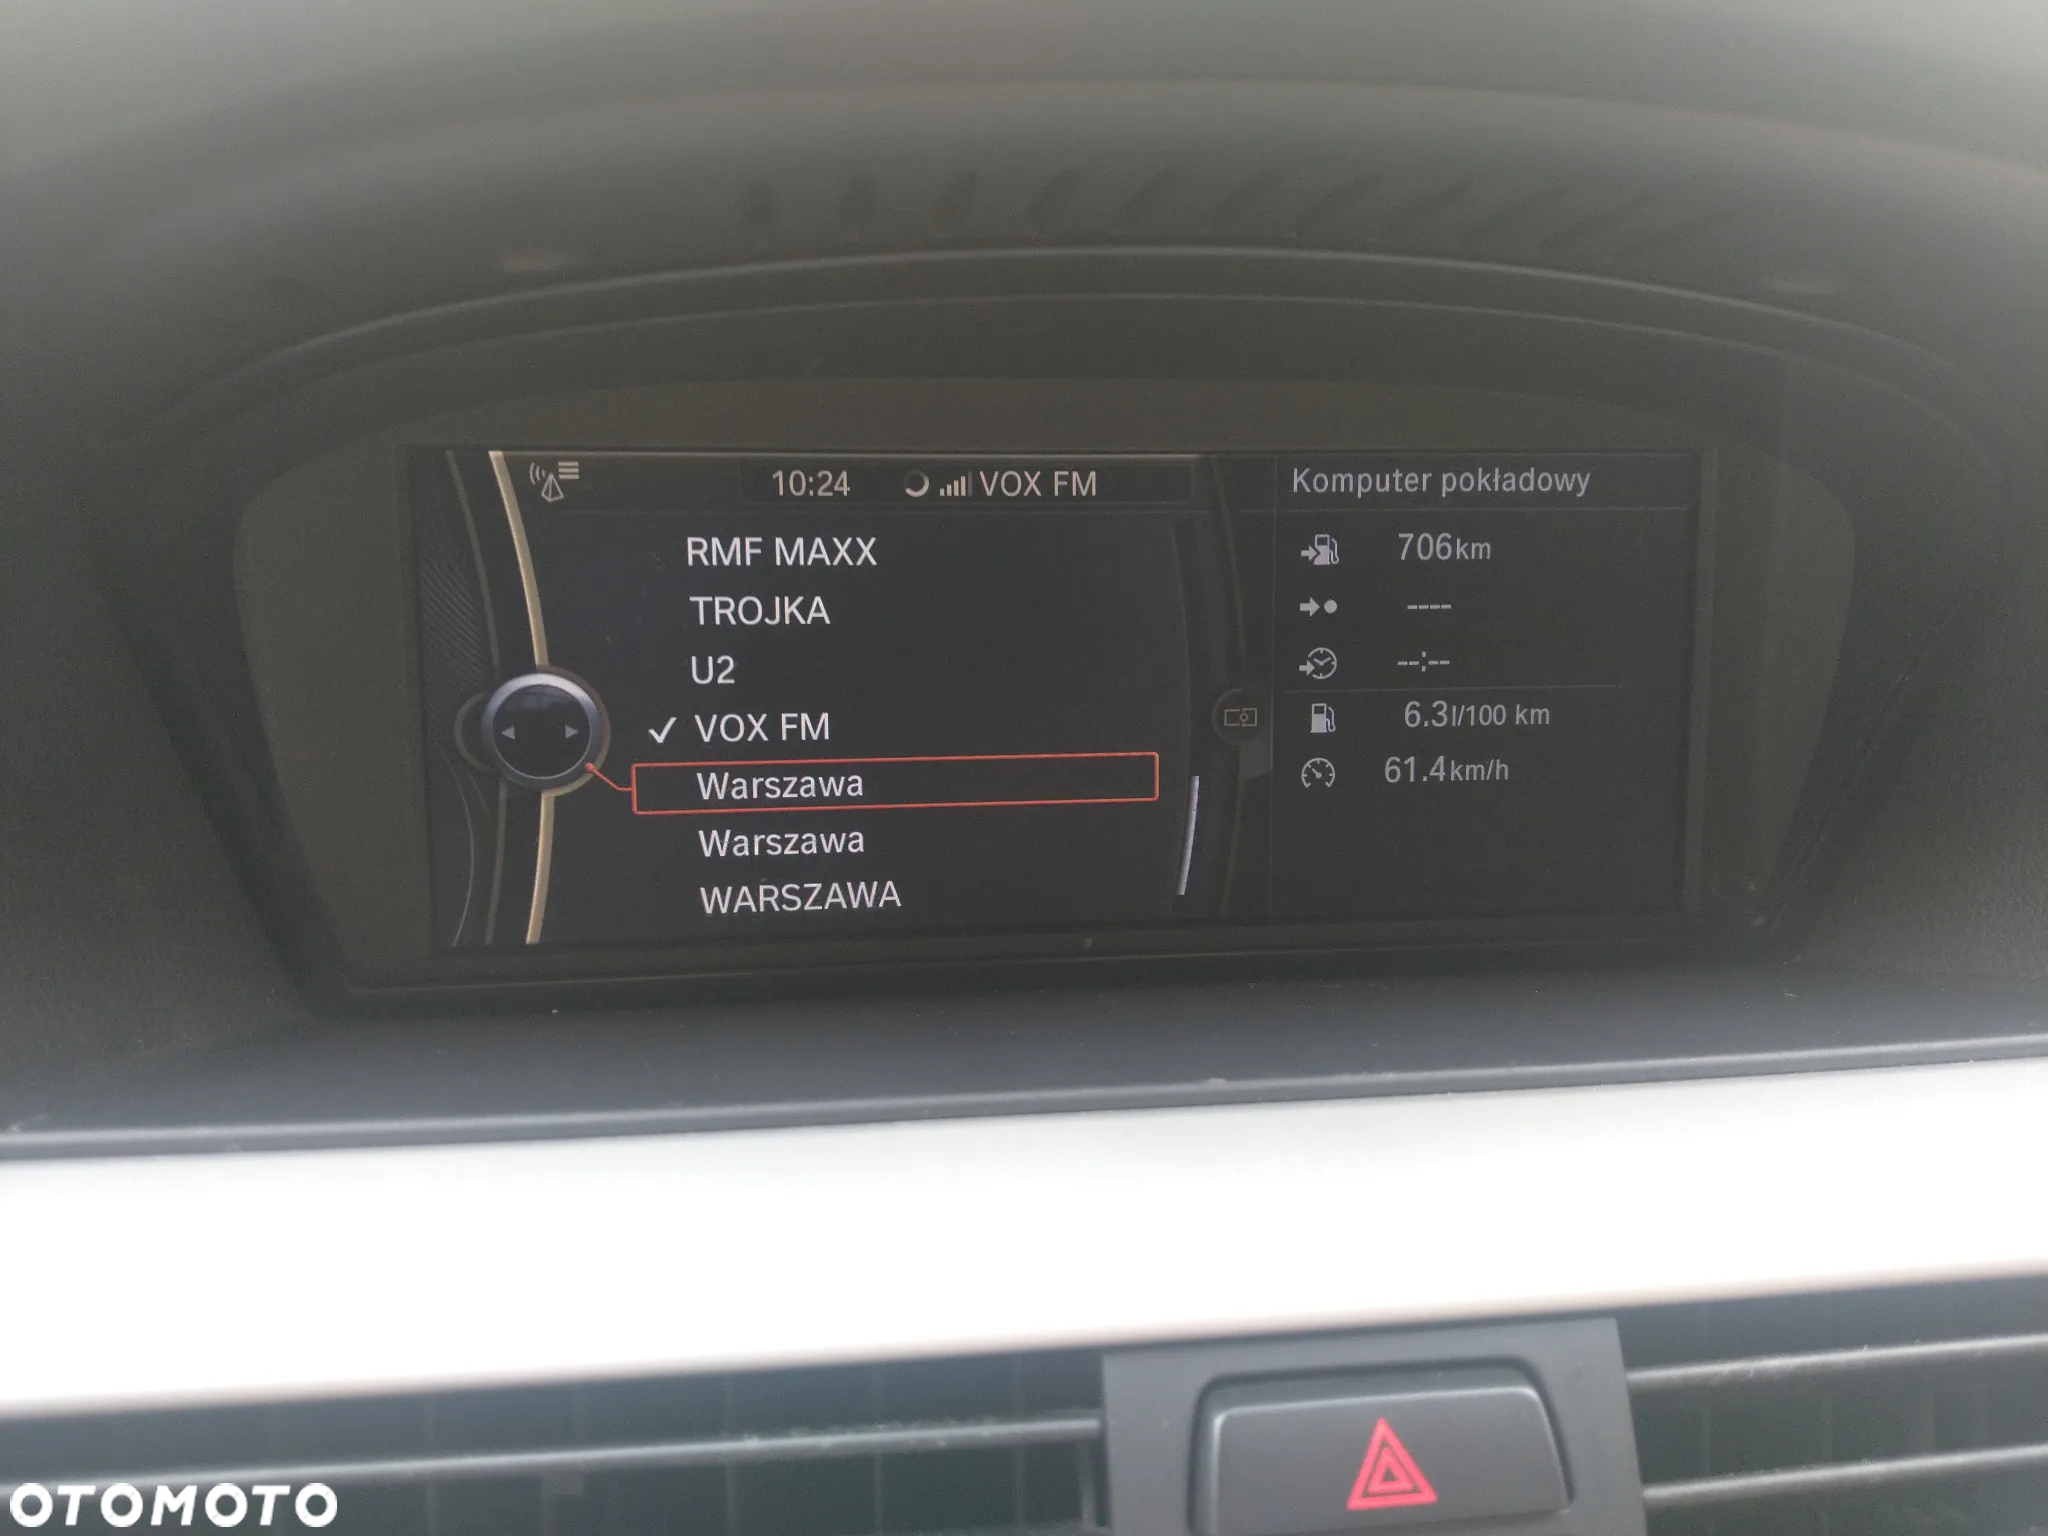 10:24 VOX FM
RMF MAXX
TROJKA
U2
VOX FM
Warszawa
Warszawa
WARSZAWA
Komputer pokładowy
706km
----
--:--
6.3l/100 km
61.4km/h
OTOMOTO